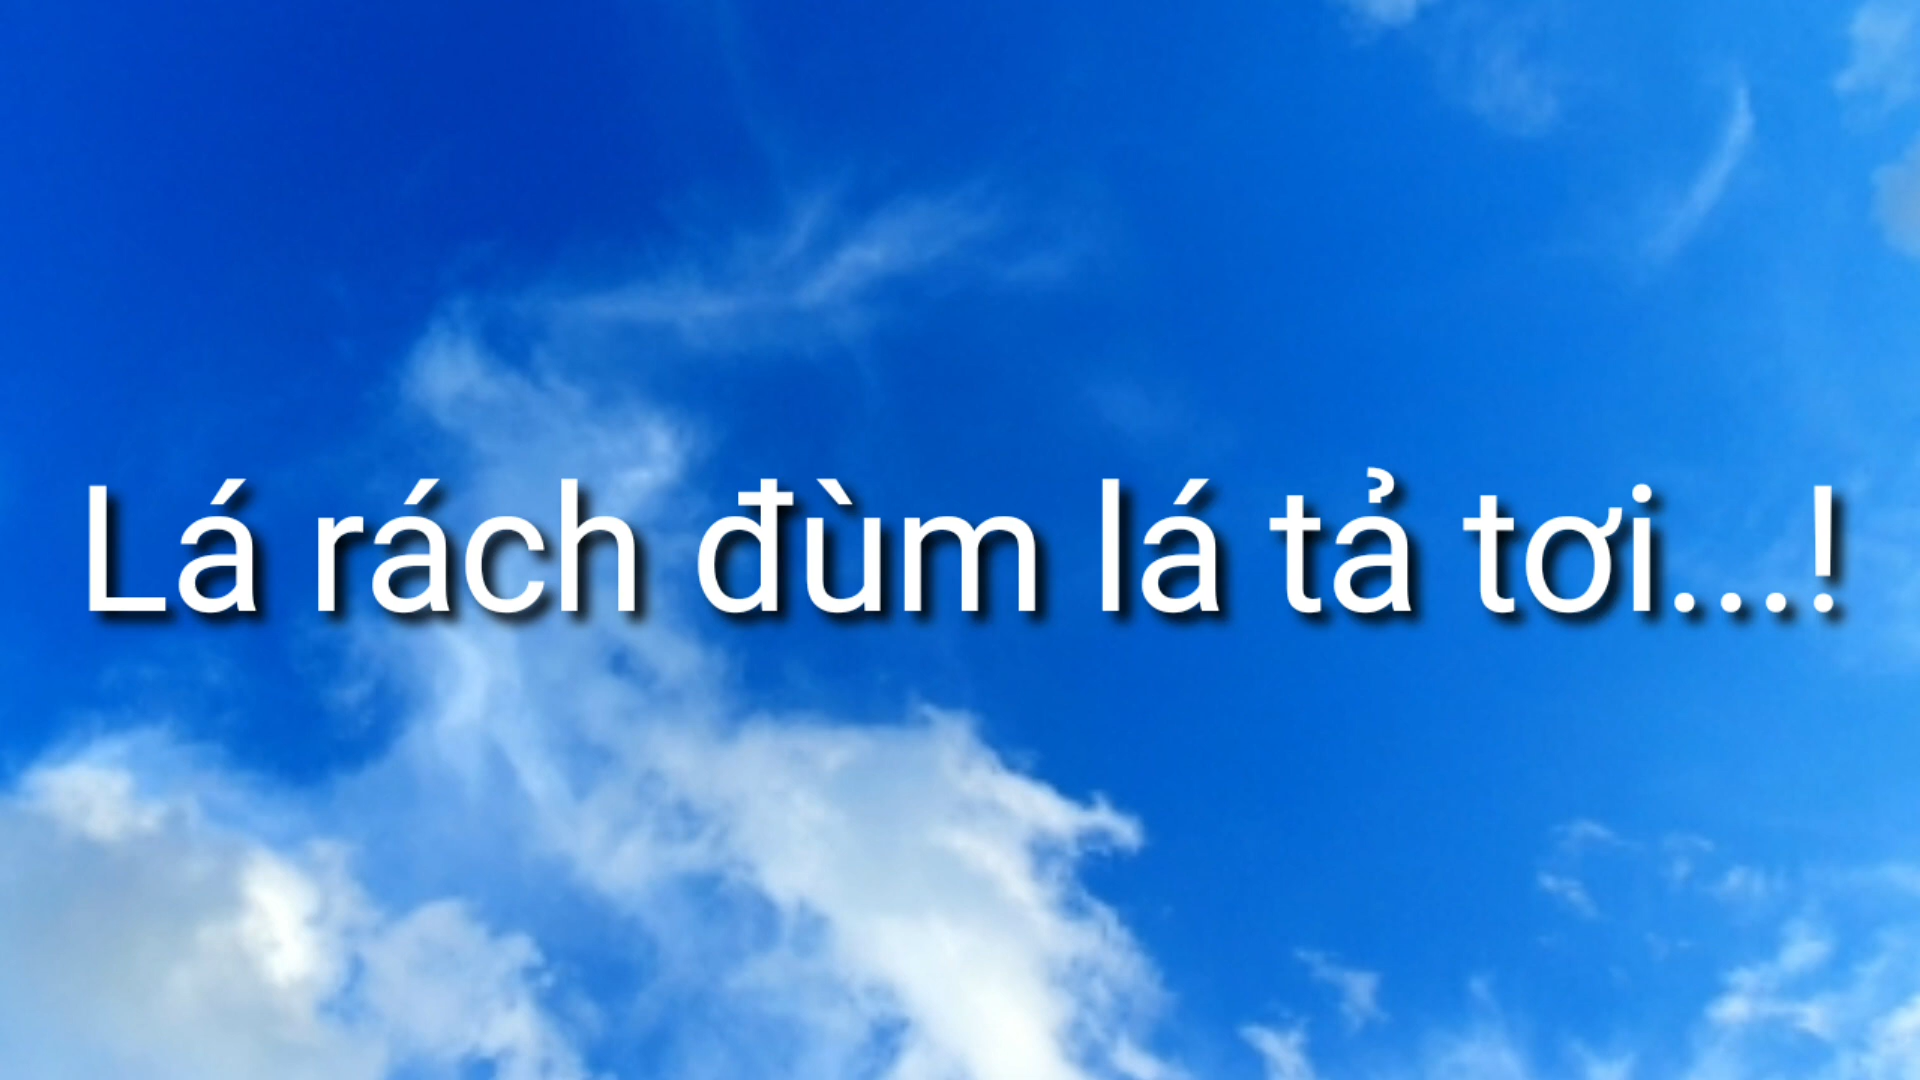 Lá rách đùm lá tả tơi...!